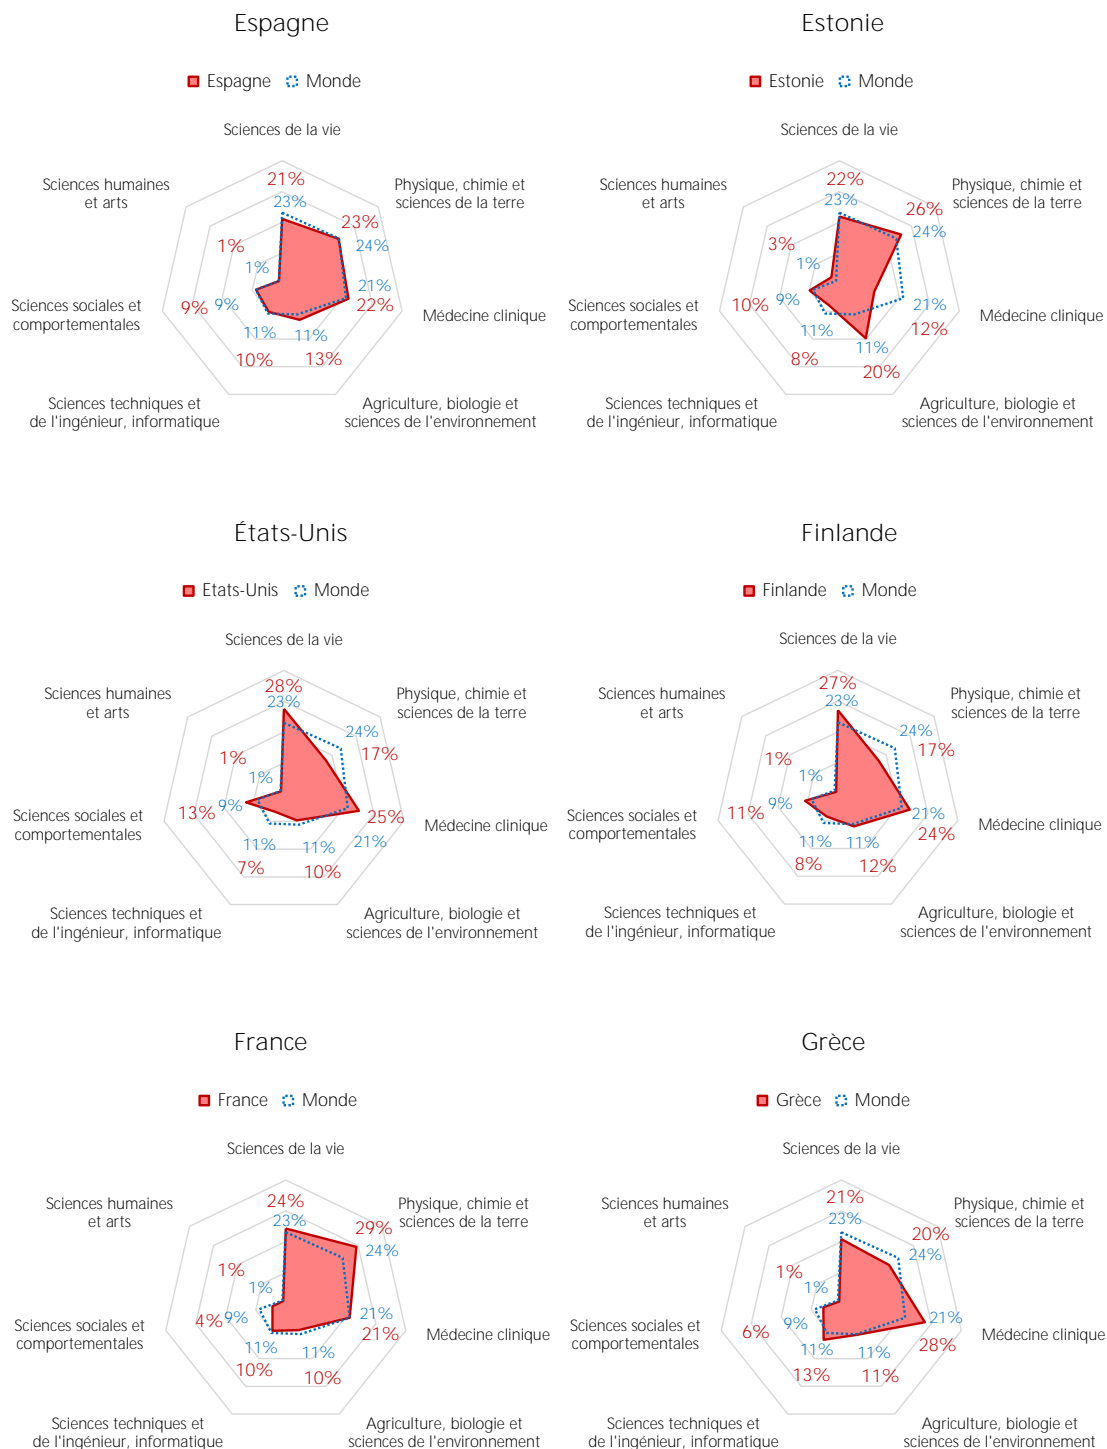 Espagne
Espagne Monde
Sciences de la vie
Sciences humaines
et arts
Physique, chimie et
sciences de la terre
21%
23%
23%
24%
1%
1%
21%
22%
9%
9%
Sciences sociales et
comportementales
Médecine clinique
11%
11%
10%
13%
Sciences techniques et
de l'ingénieur, informatique
Agriculture, biologie et
sciences de l'environnement
Estonie
Estonie Monde
Sciences de la vie
Sciences humaines
et arts
Physique, chimie et
sciences de la terre
22%
23%
26%
24%
3%
1%
21%
12%
10%
9%
Sciences sociales et
comportementales
Médecine clinique
11%
11%
8%
20%
Sciences techniques et
de l'ingénieur, informatique
Agriculture, biologie et
sciences de l'environnement
États-Unis
Etats-Unis Monde
Sciences de la vie
Sciences humaines
et arts
Physique, chimie et
sciences de la terre
28%
23%
24%
17%
1%
1%
13%
9%
25%
21%
Sciences sociales et
comportementales
Médecine clinique
11%
11%
7%
10%
Sciences techniques et
de l'ingénieur, informatique
Agriculture, biologie et
sciences de l'environnement
Finlande
Finlande Monde
Sciences de la vie
Sciences humaines
et arts
Physique, chimie et
sciences de la terre
27%
23%
24%
17%
1%
1%
11%
9%
21%
24%
Sciences sociales et
comportementales
Médecine clinique
11%
11%
8%
12%
Sciences techniques et
de l'ingénieur, informatique
Agriculture, biologie et
sciences de l'environnement
France
France Monde
Sciences de la vie
Sciences humaines
et arts
Physique, chimie et
sciences de la terre
24%
23%
29%
24%
1%
1%
4%
9%
21%
21%
Sciences sociales et
comportementales
Médecine clinique
11%
11%
10%
10%
Sciences techniques et
de l'ingénieur, informatique
Agriculture, biologie et
sciences de l'environnement
Grèce
Grèce Monde
Sciences de la vie
Sciences humaines
et arts
Physique, chimie et
sciences de la terre
21%
23%
20%
24%
1%
1%
6%
9%
21%
28%
Sciences sociales et
comportementales
Médecine clinique
11%
11%
13%
11%
Sciences techniques et
de l'ingénieur, informatique
Agriculture, biologie et
sciences de l'environnement